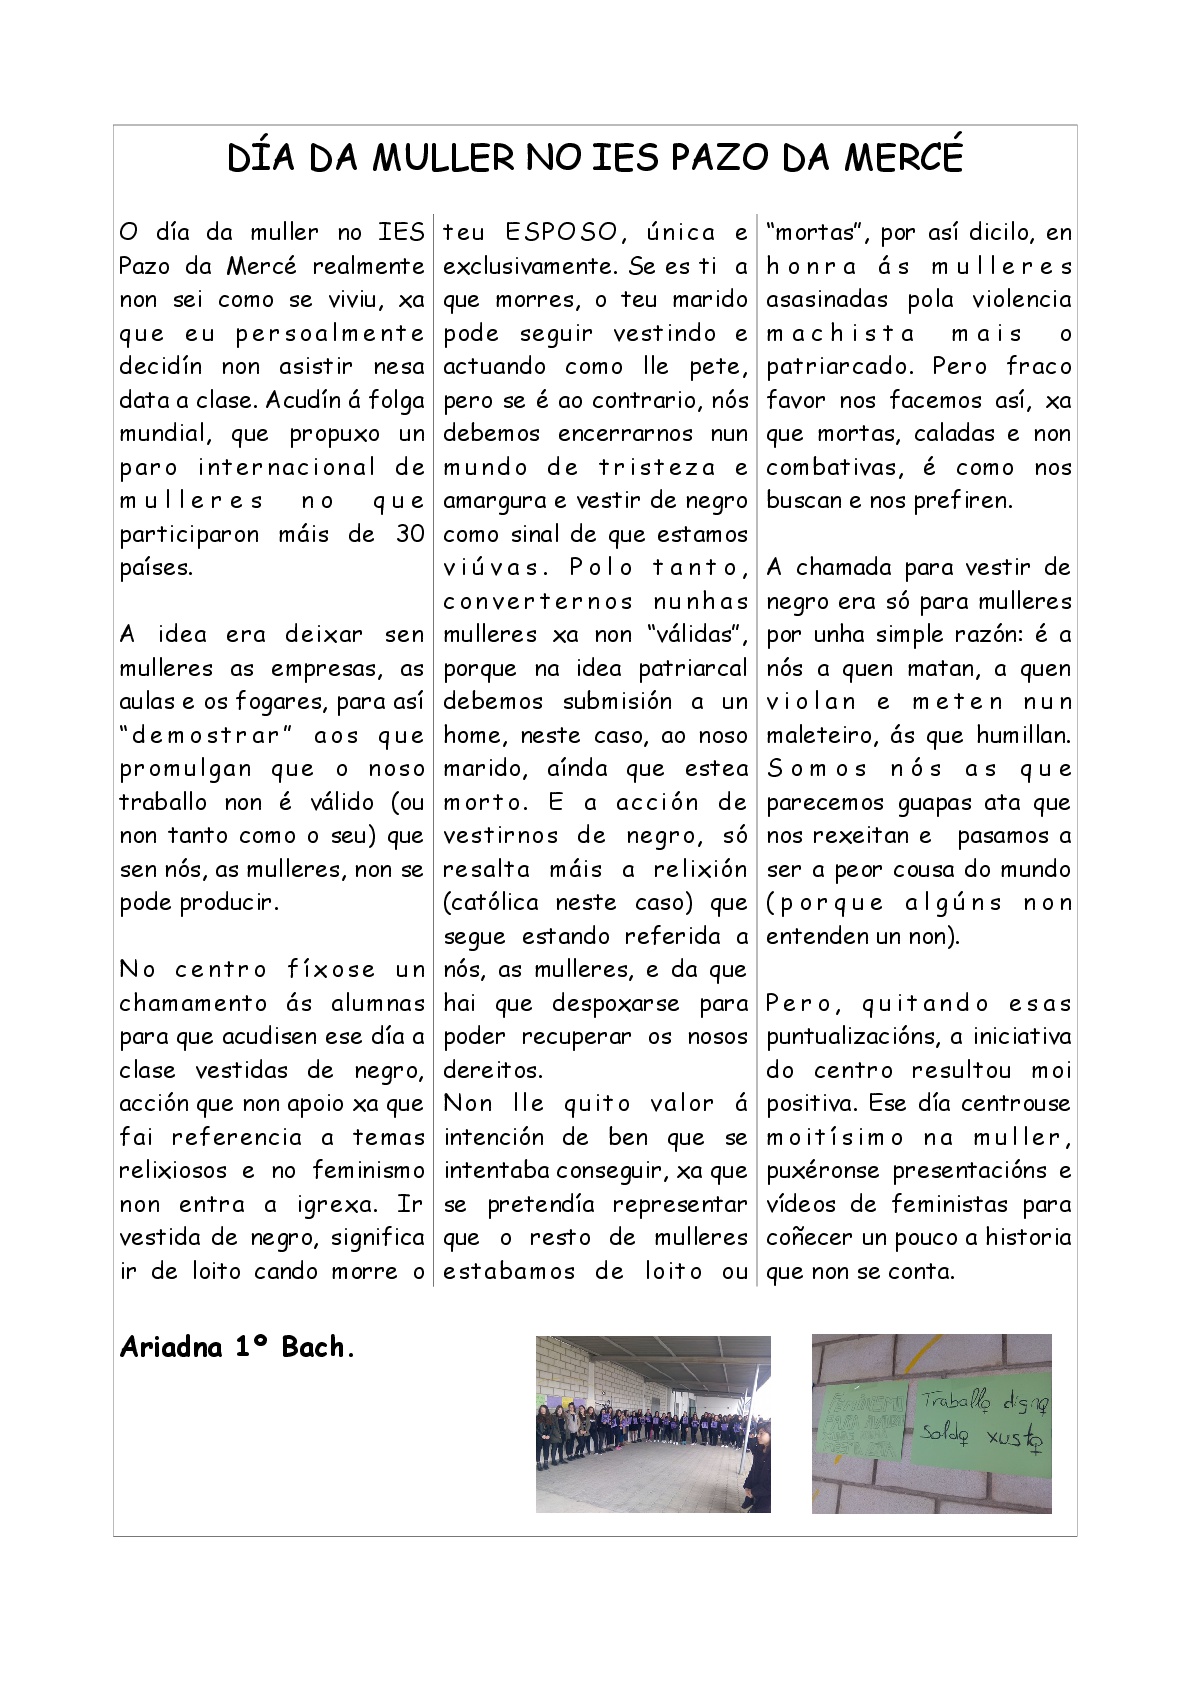 DÍA DA MULLER NO IES PAZO DA MERCÉ
O día da muller no IES
Pazo da Mercé realmente
non sei como se viviu, xa
que eu persoalmente
decidín non asistir nesa
data a clase. Acudín á folga
mundial, que propuxo un
paro internacional de
mulleres no que
participaron máis de 30
países.
A idea era deixar sen
mulleres as empresas, as
aulas e os fogares, para así
“demostrar” aos que
promulgan que o noso
traballo non é válido (ou
non tanto como o seu) que
sen nós, as mulleres, non se
pode producir.
No centro fíxose un
chamamento ás alumnas
para que acudisen ese día a
clase vestidas de negro,
acción que non apoio xa que
fai referencia a temas
relixiosos e no feminismo
non entra a igrexa. Ir
vestida de negro, significa
ir de loito cando morre o
teu ESPOSO, única e
exclusivamente. Se es ti a
que morres, o teu marido
pode seguir vestindo e
actuando como lle pete,
pero se é ao contrario, nós
debemos encerrarnos nun
mundo de tristeza e
amargura e vestir de negro
como sinal de que estamos
viúvas. Polo tanto,
converternos nunhas
mulleres xa non “válidas”,
porque na idea patriarcal
debemos submisión a un
home, neste caso, ao noso
marido, aínda que estea
morto. E a acción de
vestirnos de negro, só
resalta máis a relixión
(católica neste caso) que
segue estando referida a
nós, as mulleres, e da que
hai que despoxarse para
poder recuperar os nosos
dereitos.
Non lle quito valor á
intención de ben que se
intentaba conseguir, xa que
se pretendía representar
que o resto de mulleres
estabamos de loito ou
“mortas”, por así dicilo, en
honra ás mulleres
asasinadas pola violencia
machista mais o
patriarcado. Pero fraco
favor nos facemos así, xa
que mortas, caladas e non
combativas, é como nos
buscan e nos prefiren.
A chamada para vestir de
negro era só para mulleres
por unha simple razón: é a
nós a quen matan, a quen
violan e meten nun
maleteiro, ás que humillan.
Somos nós as que
parecemos guapas ata que
nos rexeitan e pasamos a
ser a peor cousa do mundo
(porque algúns non
entenden un non).
Pero, quitando esas
puntualizacións, a iniciativa
do centro resultou moi
positiva. Ese día centrouse
moitísimo na muller,
puxéronse presentacións e
vídeos de feministas para
coñecer un pouco a historia
que non se conta.
Ariadna 1º Bach.
Traballo digno
Soldo xusto